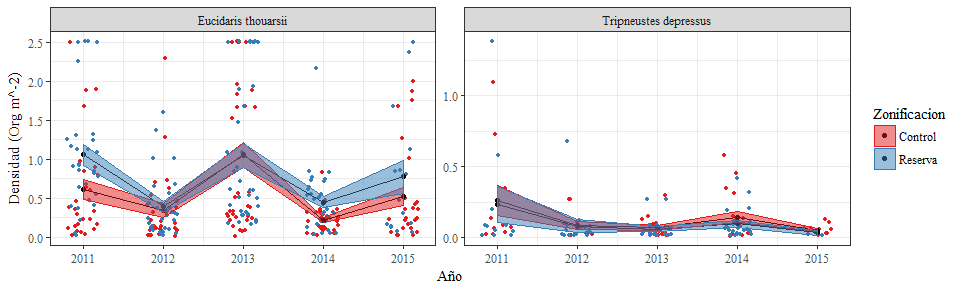 Eucidaris thouarsii
Tripneustes depressus
Densidad (Org m^-2)
2.5
2.0
1.5
1.0
0.5
0.0
1.0
0.5
0.0
2011 2012 2013 2014 2015
2011 2012 2013 2014 2015
Año
Zonificacion
Control
Reserva